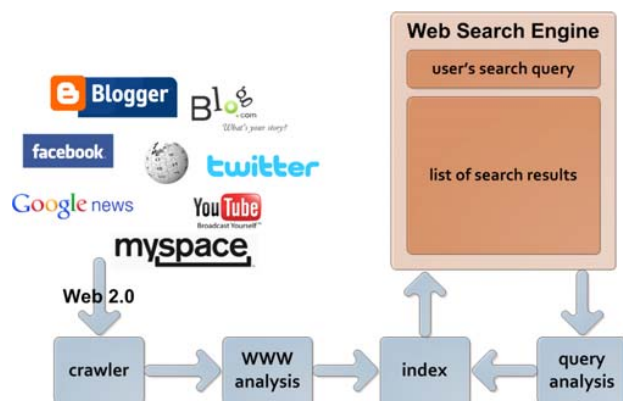 Web Search Engine
user's search query
list of search results
Blogger
Blog
.com
What's your story?
facebook
twitter
Google news
YouTube
Broadcast Yourself™
myspace
Web 2.0
crawler
WWW
analysis
index
query
analysis